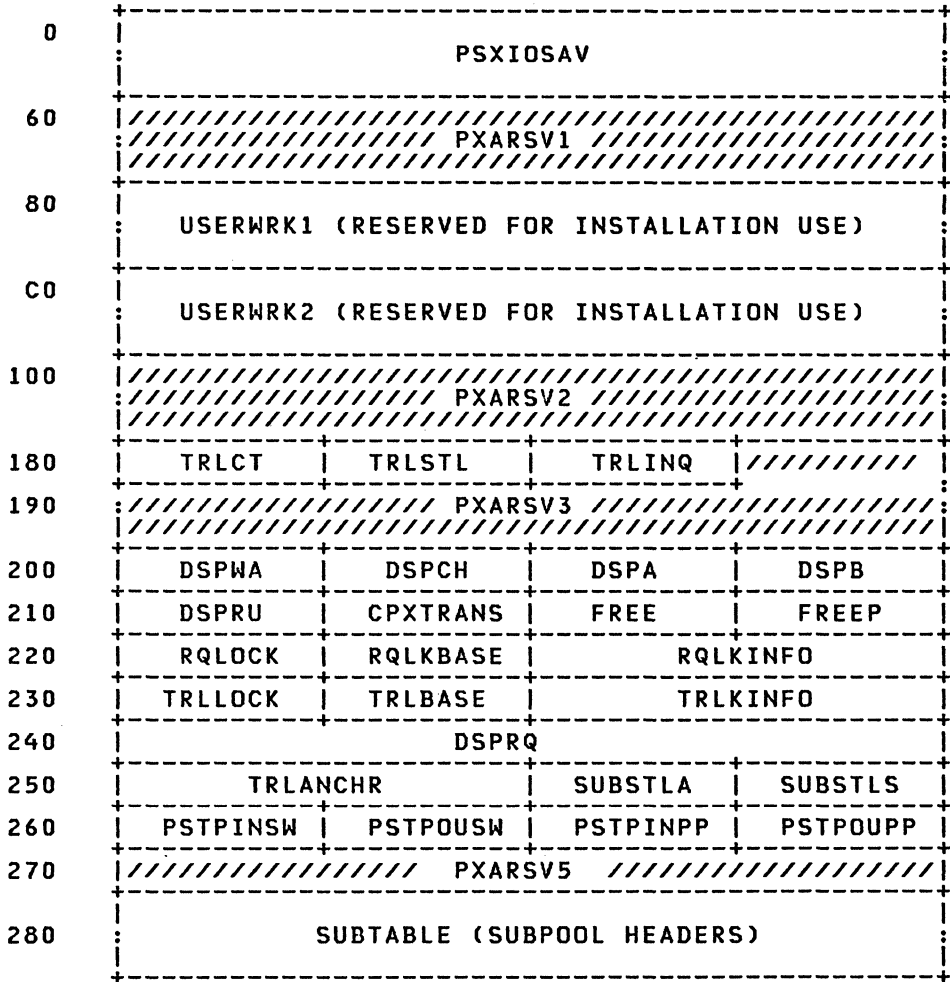 0 PSXIOSAV
60 PXARSV1
80 USERWRK1 (RESERVED FOR INSTALLATION USE)
C0 USERWRK2 (RESERVED FOR INSTALLATION USE)
100 PXARSV2
180 TRLCT TRLSTL TRLINQ
190 PXARSV3
200 DSPWA DSPCH DSPA DSPB
210 DSPRU CPXTRANS FREE FREEP
220 RQLOCK RQLKBASE RQLKINFO
230 TRLLOCK TRLBASE TRLKINFO
240 DSPRQ
250 TRLANCHR SUBSTLA SUBSTLS
260 PSTPINSW PSTPOUSW PSTPINPP PSTPOUPP
270 PXARSV5
280 SUBTABLE (SUBPOOL HEADERS)